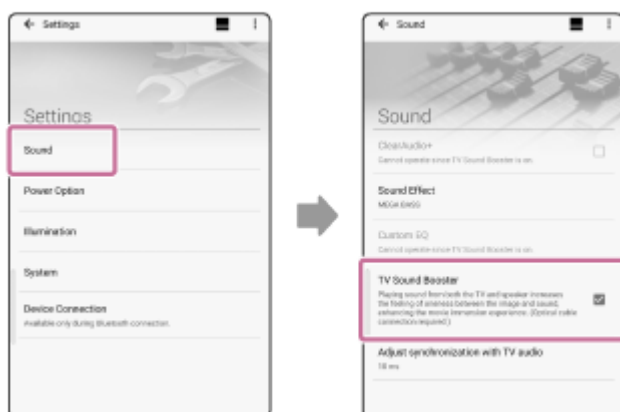 Settings
Settings
Sound
Power Option
Illumination
System
Device Connection
Available only during Bluetooth connection.
Sound
Sound
ClearAudio+
Cannot operate since TV Sound Booster is on.
Sound Effect
MEGA BASS
Custom EQ
Cannot operate since TV Sound Booster is on.
TV Sound Booster
Playing sound from both the TV and speaker increases
the feeling of oneness between the image and sound,
enhancing the movie immersion experience. (Optical cable
connection required.)
Adjust synchronization with TV audio
10 ms